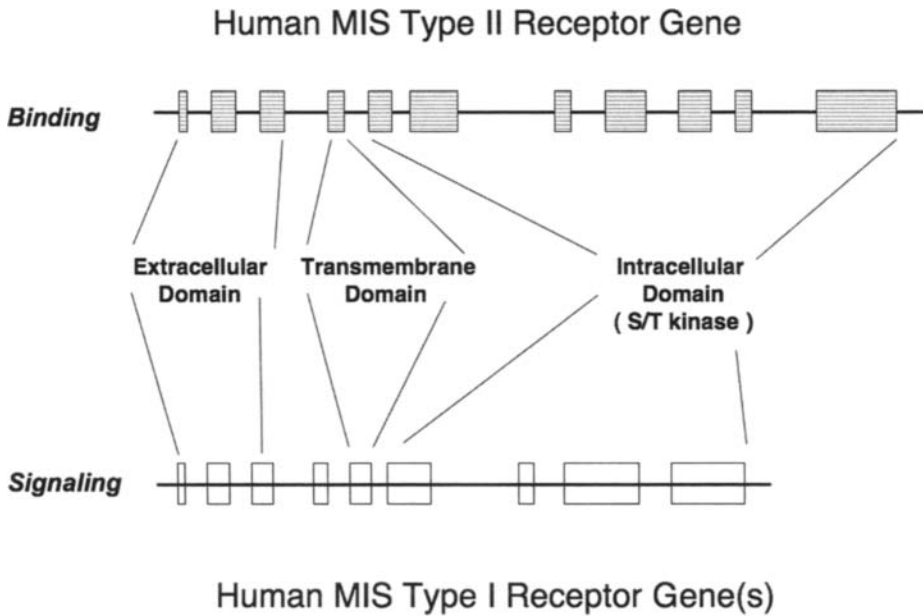 Human MIS Type II Receptor Gene
Binding
Extracellular
Domain
Transmembrane
Domain
Intracellular
Domain
( S/T kinase )
Signaling
Human MIS Type I Receptor Gene(s)